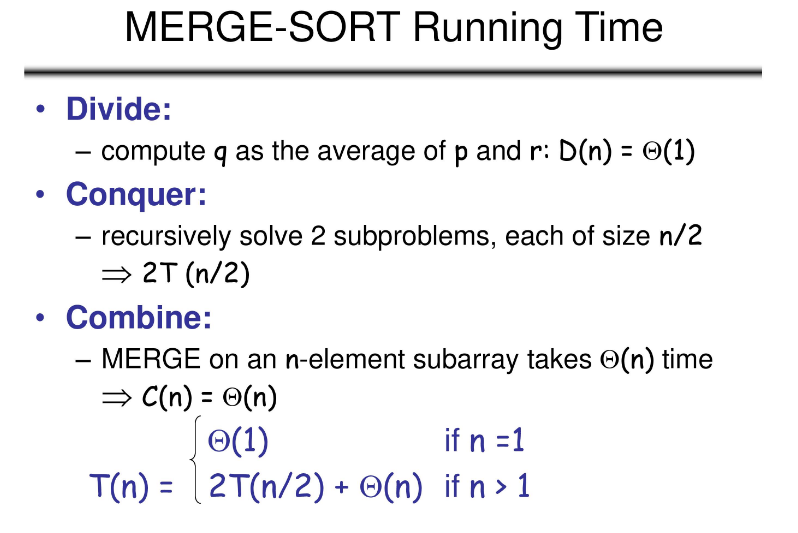 MERGE-SORT Running Time
• Divide:
– compute q as the average of p and r: D(n) = Θ(1)
• Conquer:
– recursively solve 2 subproblems, each of size n/2
⇒ 2T (n/2)
• Combine:
– MERGE on an n-element subarray takes Θ(n) time
⇒ C(n) = Θ(n)
Θ(1) if n =1
T(n) = 2T(n/2) + Θ(n) if n > 1